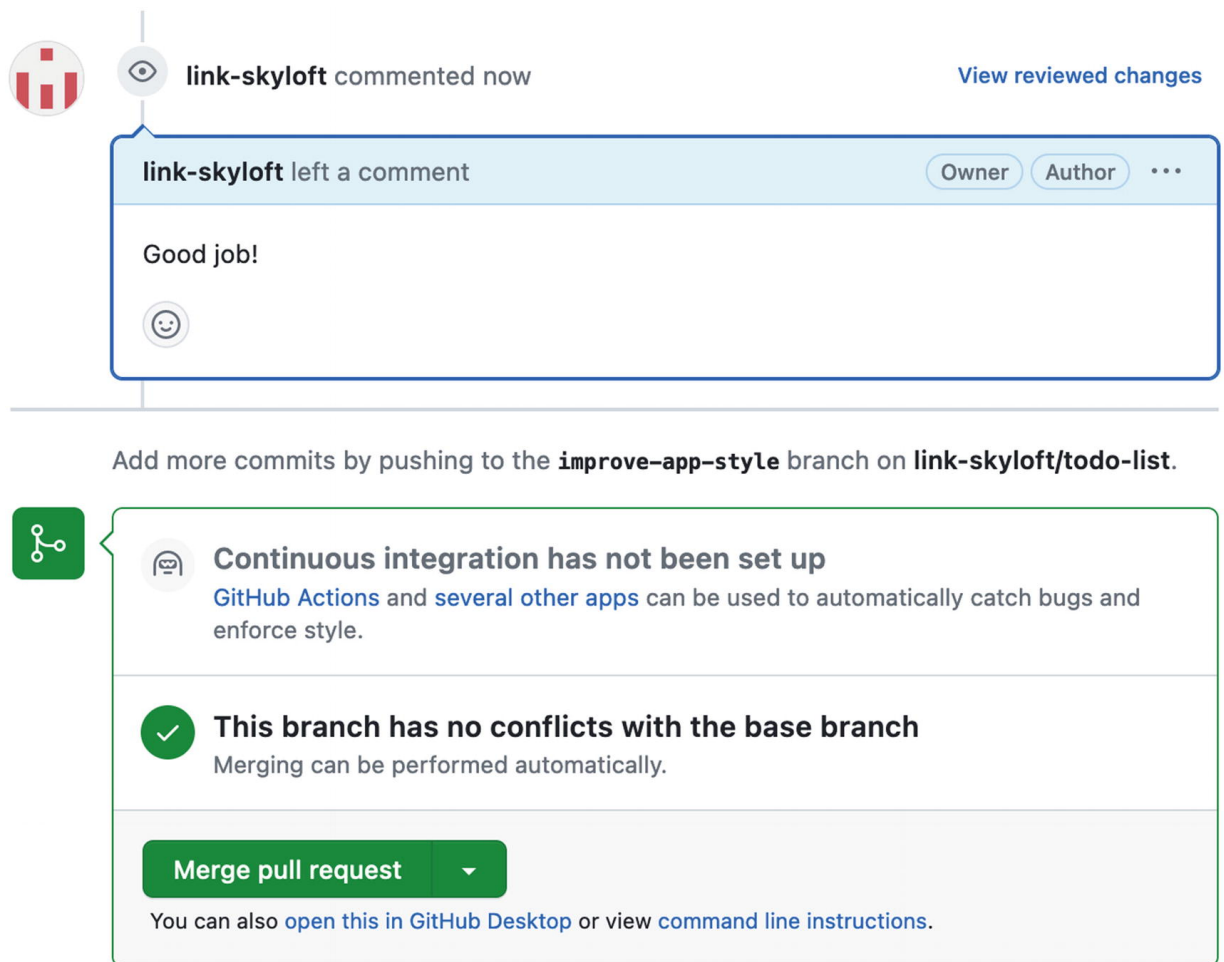 link-skyloft commented now View reviewed changes
link-skyloft left a comment Owner Author ...
Good job!
Add more commits by pushing to the improve-app-style branch on link-skyloft/todo-list.
Continuous integration has not been set up
GitHub Actions and several other apps can be used to automatically catch bugs and
enforce style.
This branch has no conflicts with the base branch
Merging can be performed automatically.
Merge pull request
You can also open this in GitHub Desktop or view command line instructions.